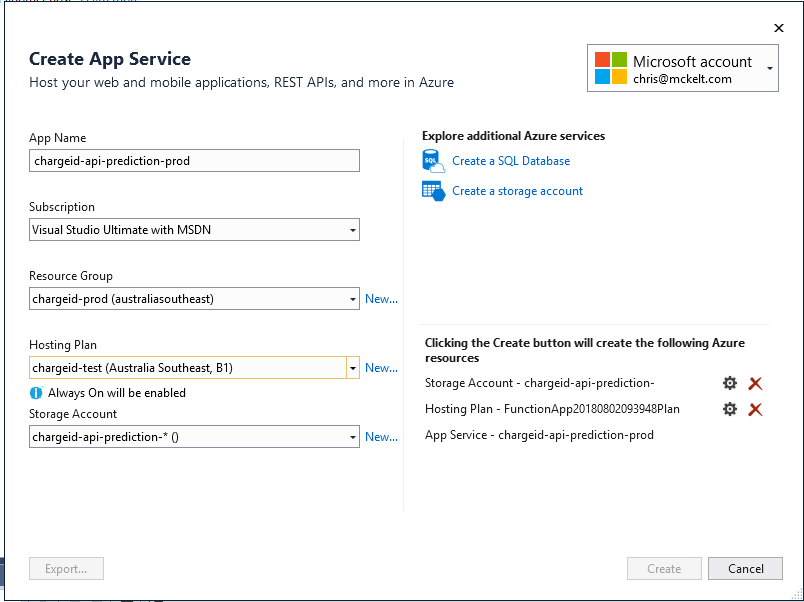 Create App Service
Host your web and mobile applications, REST APIs, and more in Azure
Microsoft account
chris@mckelt.com
App Name
chargeid-api-prediction-prod
Subscription
Visual Studio Ultimate with MSDN
Resource Group
chargeid-prod (australiasoutheast)
New...
Hosting Plan
chargeid-test (Australia Southeast, B1)
New...
Always On will be enabled
Storage Account
chargeid-api-prediction-* ()
New...
Explore additional Azure services
SQL
Create a SQL Database
Create a storage account
Clicking the Create button will create the following Azure
resources
Storage Account - chargeid-api-prediction-
Hosting Plan - FunctionApp20180802093948Plan
App Service - chargeid-api-prediction-prod
Export...
Create
Cancel